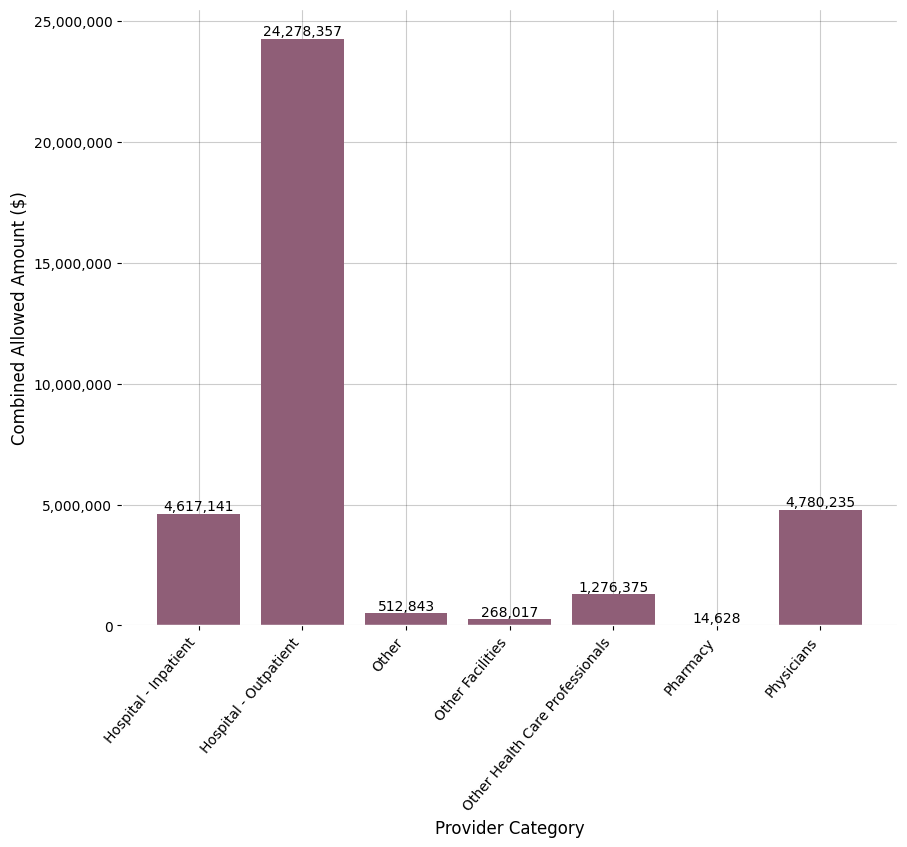 Combined Allowed Amount ($)
25,000,000
20,000,000
15,000,000
10,000,000
5,000,000
0
4,617,141
24,278,357
512,843
268,017
1,276,375
14,628
4,780,235
Hospital - Inpatient
Hospital - Outpatient
Other
Other Facilities
Other Health Care Professionals
Pharmacy
Physicians
Provider Category